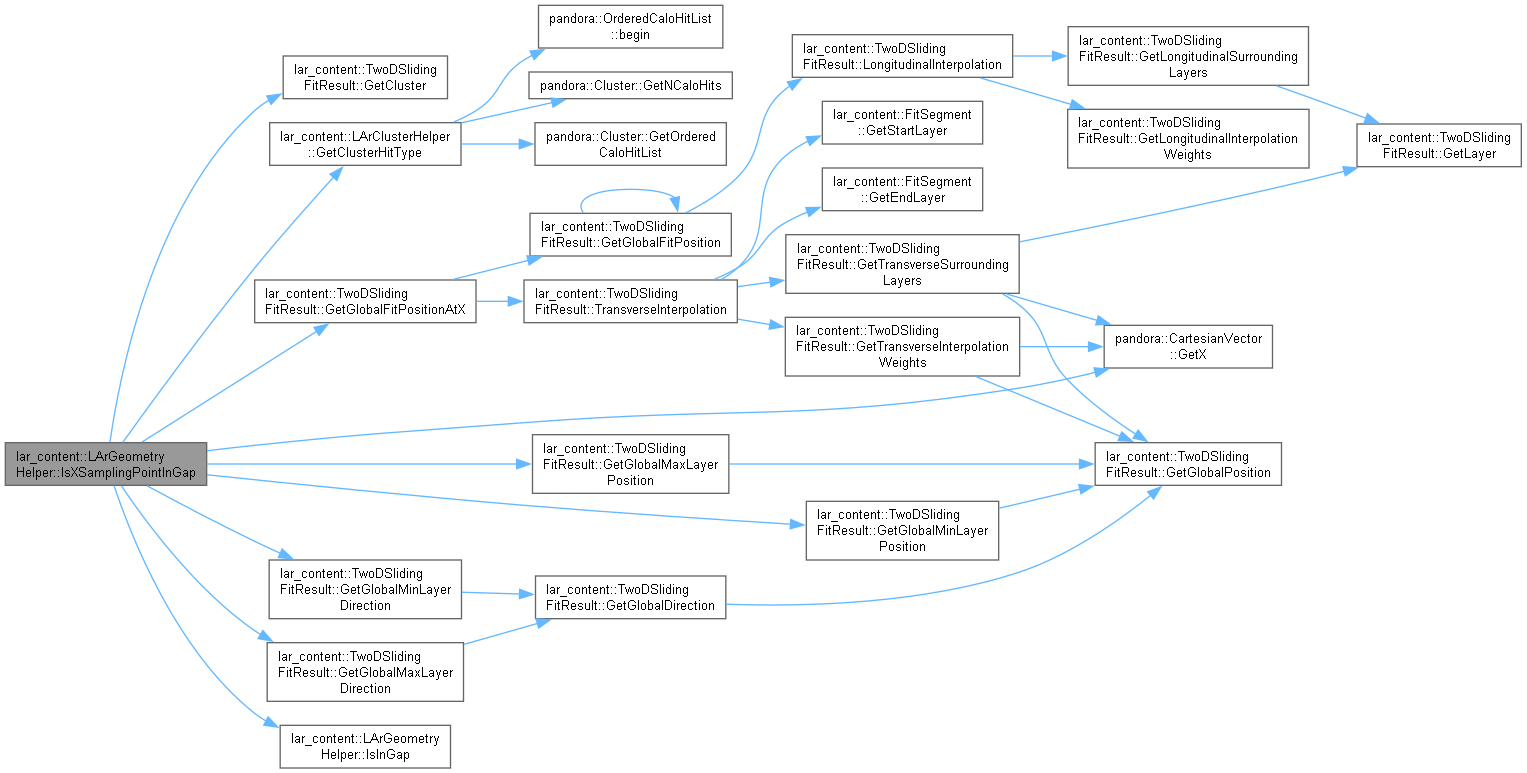 lar_content::LArGeometry
Helper::IsXSamplingPointInGap
lar_content::TwoDSliding
FitResult::GetCluster
lar_content::LArClusterHelper
::GetClusterHitType
lar_content::TwoDSliding
FitResult::GetGlobalFitPositionAtX
lar_content::TwoDSliding
FitResult::GetGlobalMinLayer
Direction
lar_content::TwoDSliding
FitResult::GetGlobalMaxLayer
Direction
lar_content::LArGeometry
Helper::IsInGap
pandora::OrderedCaloHitList
::begin
pandora::Cluster::GetNCaloHits
pandora::Cluster::GetOrdered
CaloHitList
lar_content::TwoDSliding
FitResult::GetGlobalFitPosition
lar_content::TwoDSliding
FitResult::TransverseInterpolation
lar_content::TwoDSliding
FitResult::GetGlobalMaxLayer
Position
lar_content::TwoDSliding
FitResult::GetGlobalDirection
lar_content::TwoDSliding
FitResult::LongitudinalInterpolation
lar_content::FitSegment
::GetStartLayer
lar_content::FitSegment
::GetEndLayer
lar_content::TwoDSliding
FitResult::GetTransverseSurrounding
Layers
lar_content::TwoDSliding
FitResult::GetTransverseInterpolation
Weights
lar_content::TwoDSliding
FitResult::GetGlobalMinLayer
Position
lar_content::TwoDSliding
FitResult::GetLongitudinalSurrounding
Layers
lar_content::TwoDSliding
FitResult::GetLongitudinalInterpolation
Weights
pandora::CartesianVector
::GetX
lar_content::TwoDSliding
FitResult::GetGlobalPosition
lar_content::TwoDSliding
FitResult::GetLayer